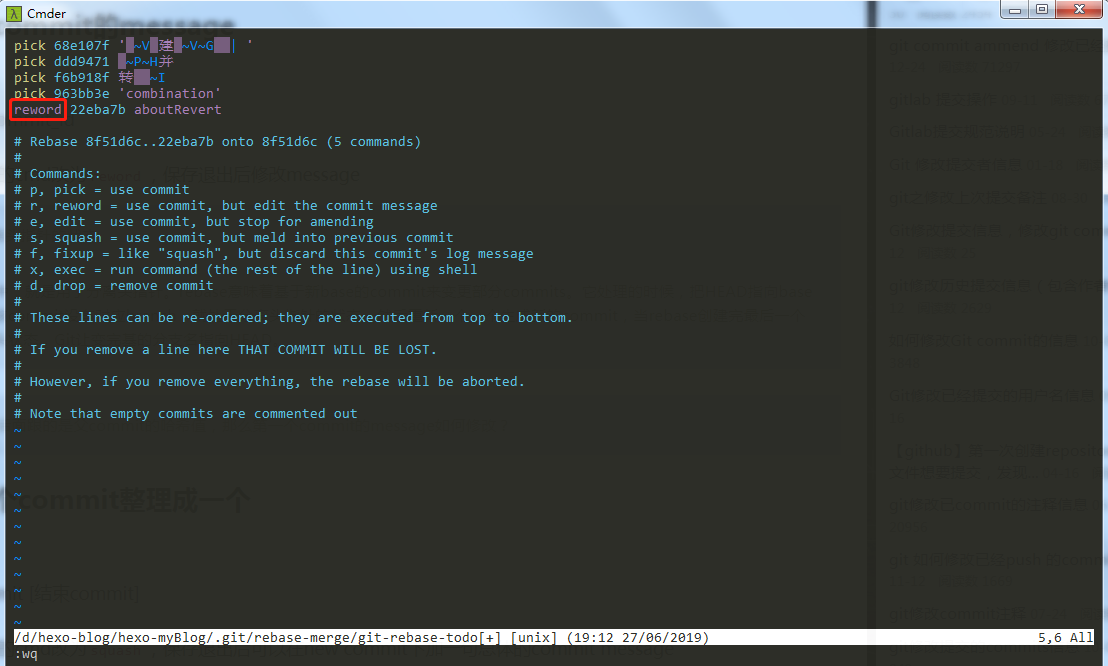 Cmder
pick 68e107f
pick ddd9471
pick f6b918f
pick 963bb3e 'combination'
reword 22eba7b aboutRevert
# Rebase 8f51d6c..22eba7b onto 8f51d6c (5 commands)
#
# Commands:
# p, pick = use commit
# r, reword = use commit, but edit the commit message
# e, edit = use commit, but stop for amending
# s, squash = use commit, but meld into previous commit
# f, fixup = like "squash", but discard this commit's log message
# x, exec = run command (the rest of the line) using shell
# d, drop = remove commit
#
# These lines can be re-ordered; they are executed from top to bottom.
#
# If you remove a line here THAT COMMIT WILL BE LOST.
#
# However, if you remove everything, the rebase will be aborted.
#
# Note that empty commits are commented out
~
~
~
~
~
~
~
~
~
~
~
~
~
/d/hexo-blog/hexo-myBlog/.git/rebase-merge/git-rebase-todo[+] [unix] (19:12 27/06/2019) 5,6 All
:wq